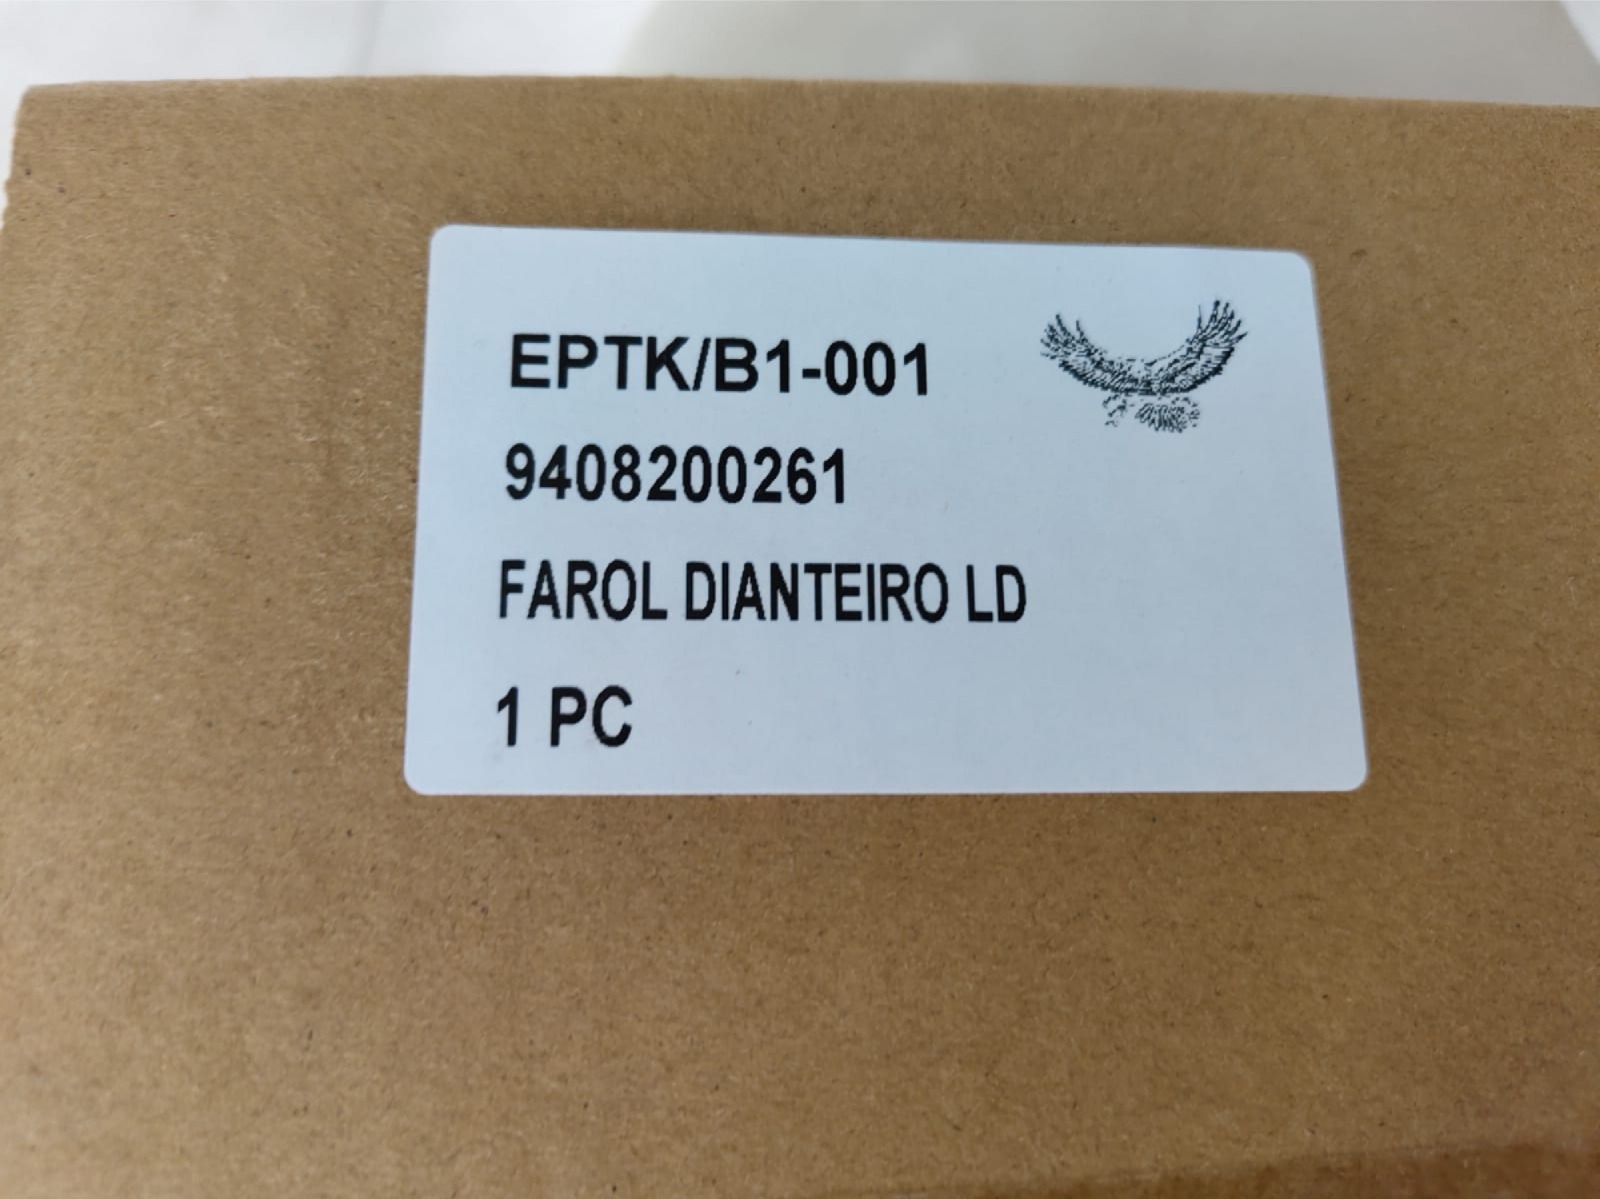 EPTK/B1-001
9408200261
FAROL DIANTEIRO LD
1 PC